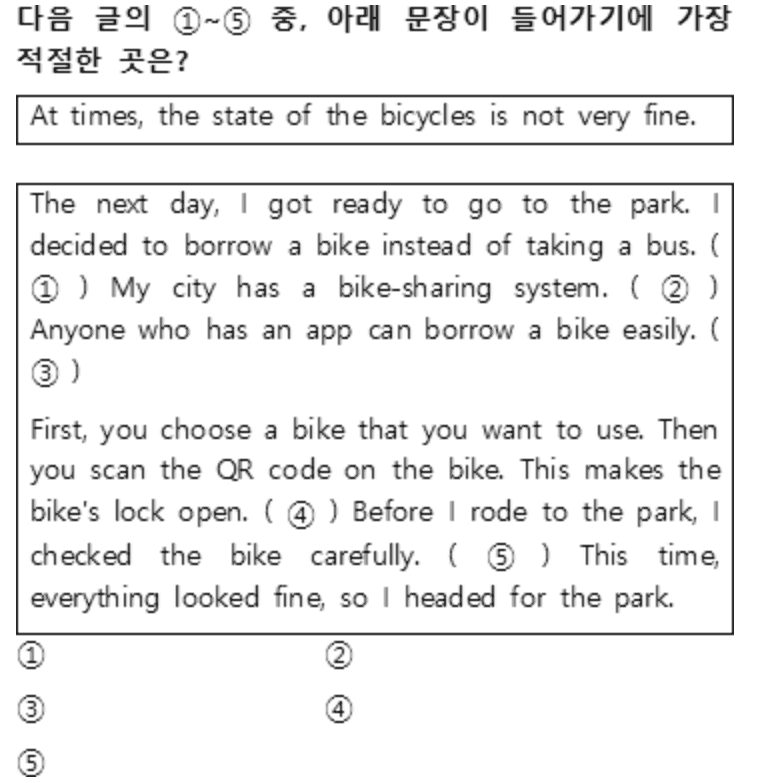 다음 글의 ①~⑤ 중, 아래 문장이 들어가기에 가장
적절한 곳은?
At times, the state of the bicycles is not very fine.
The next day, I got ready to go to the park. I
decided to borrow a bike instead of taking a bus. (
① ) My city has a bike-sharing system. ( ② )
Anyone who has an app can borrow a bike easily. (
③ )
First, you choose a bike that you want to use. Then
you scan the QR code on the bike. This makes the
bike's lock open. ( ④ ) Before I rode to the park, I
checked the bike carefully. ( ⑤ ) This time,
everything looked fine, so I headed for the park.
① ②
③ ④
⑤